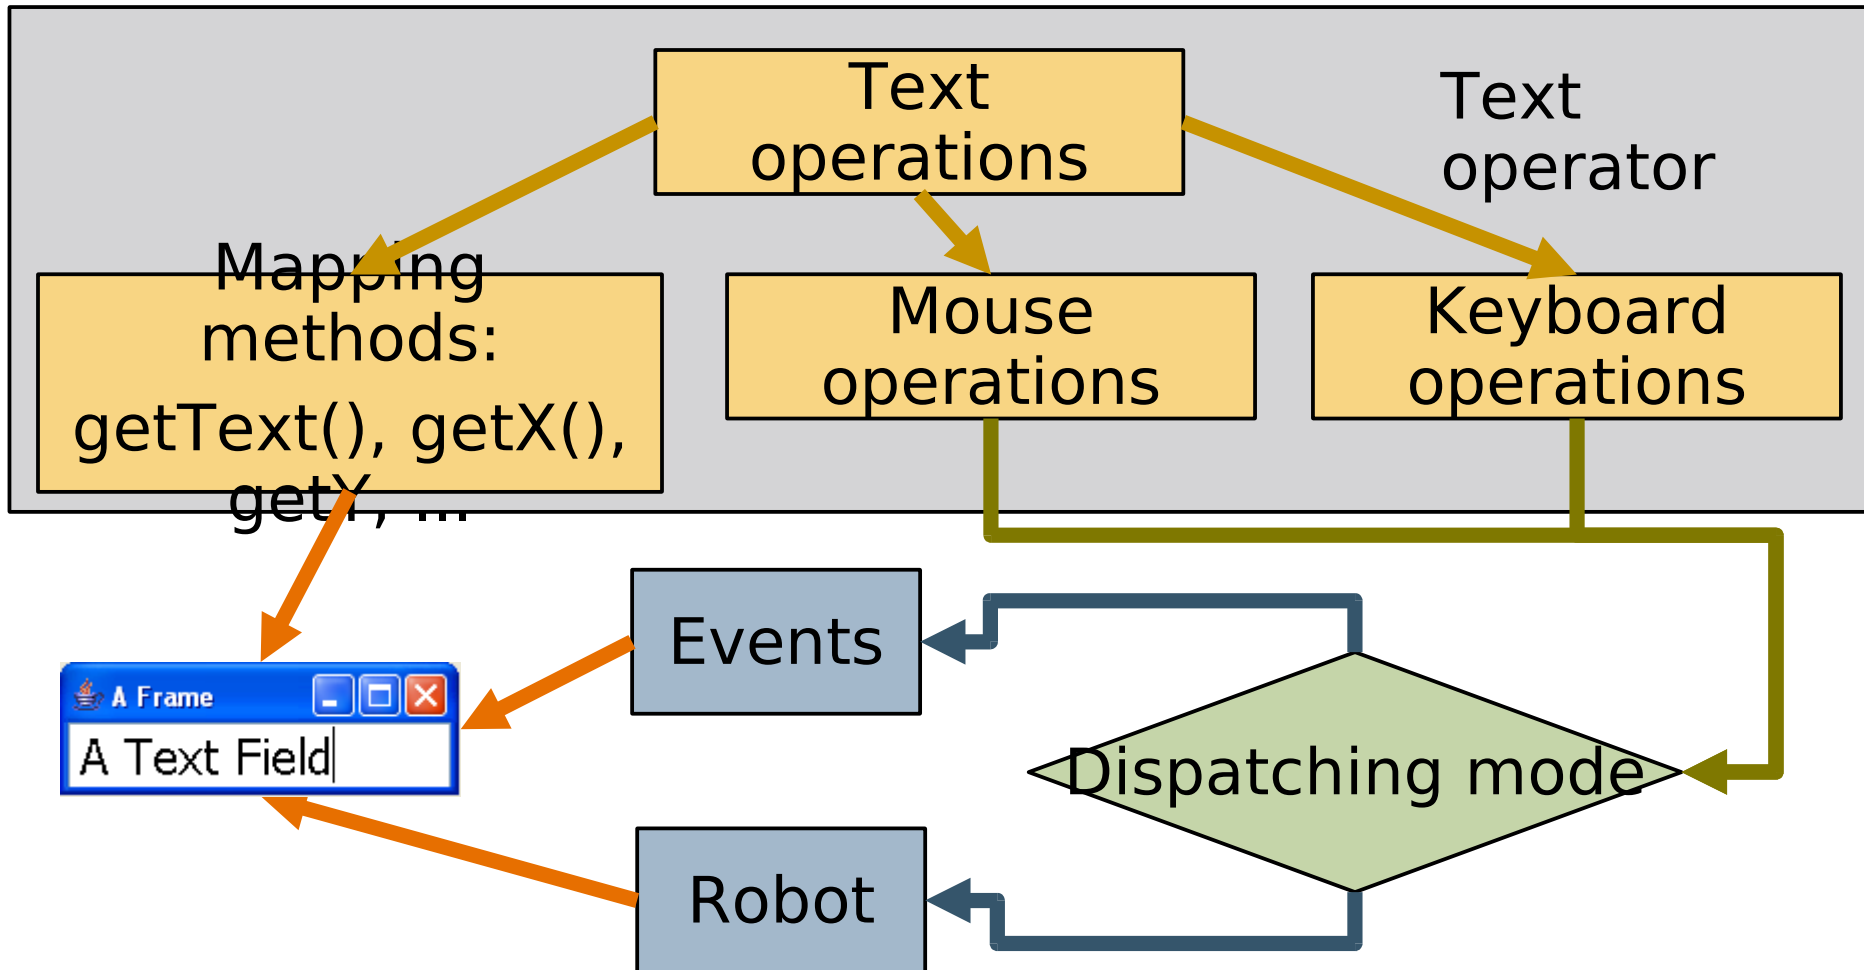 Text
operations
Text
operator
Mapping
methods:
getText(), getX(),
getY, ...
Mouse
operations
Keyboard
operations
Events
A Frame
A Text Field
Dispatching mode
Robot